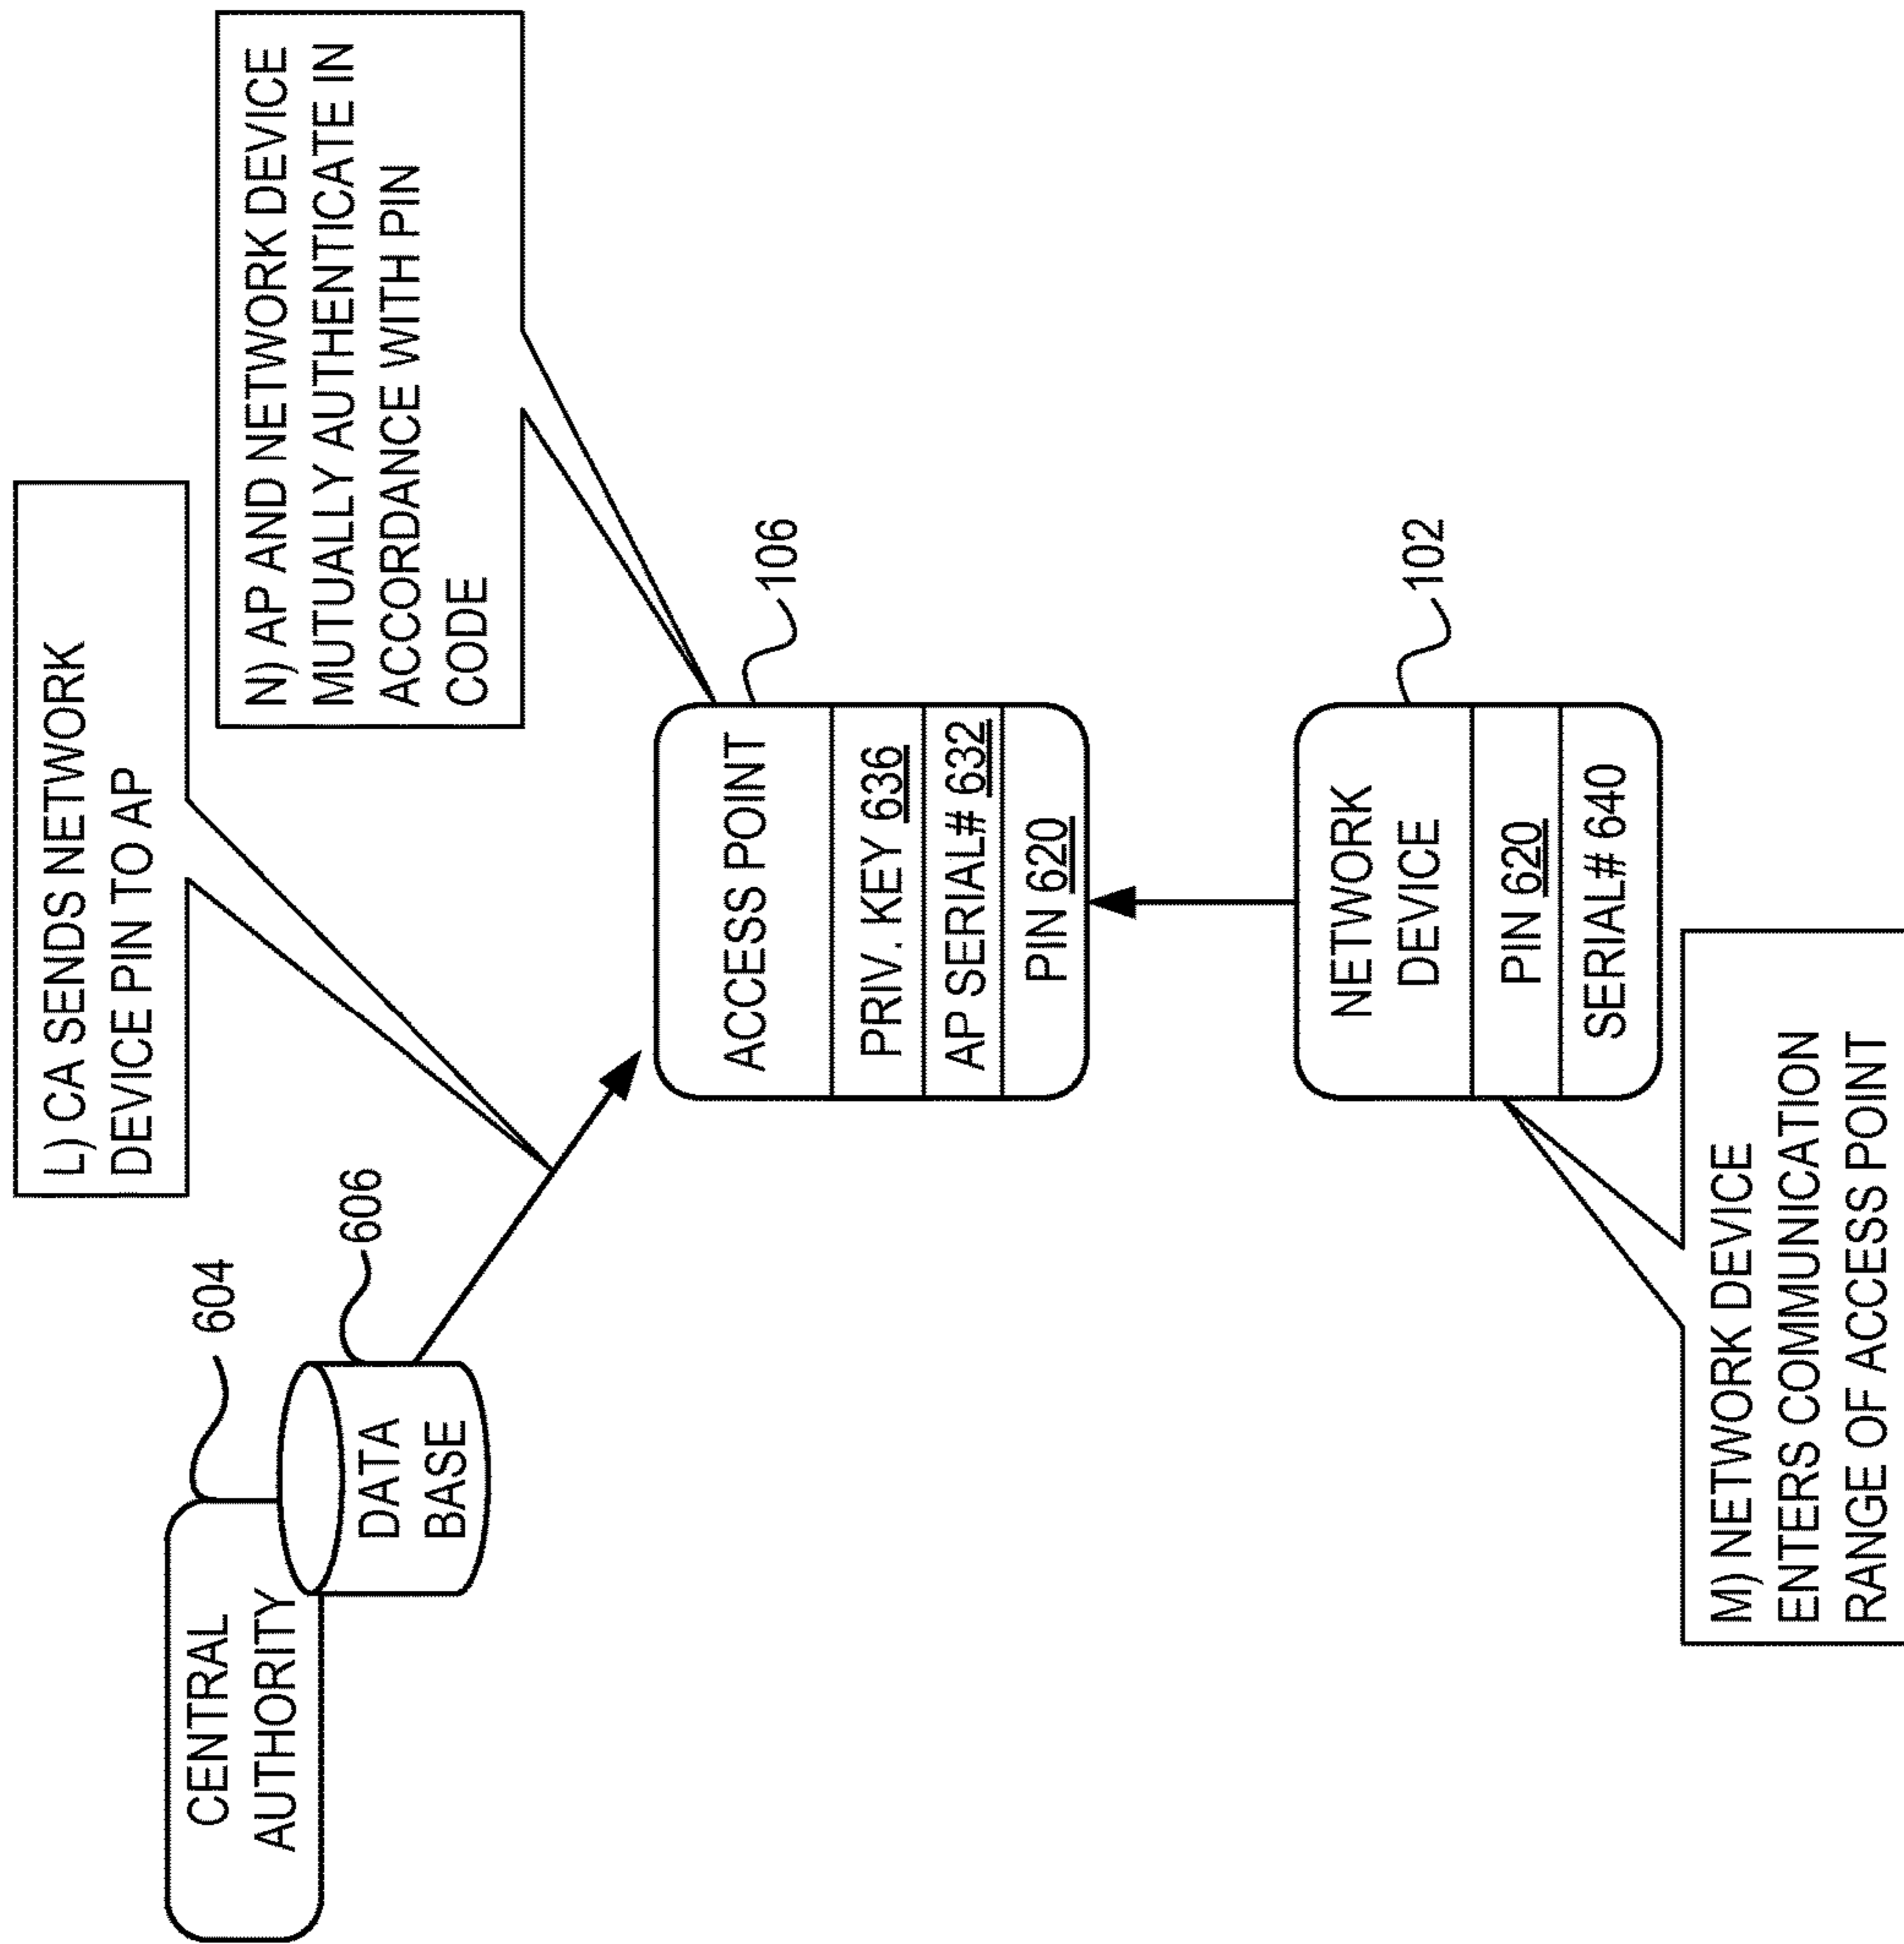 L) CA SENDS NETWORK
DEVICE PIN TO AP
N) AP AND NETWORK DEVICE
MUTUALLY AUTHENTICATE IN
ACCORDANCE WITH PIN
CODE
604
CENTRAL
AUTHORITY
606
DATA
BASE
106
ACCESS POINT
PRIV. KEY 636
AP SERIAL# 632
PIN 620
102
NETWORK
DEVICE
PIN 620
SERIAL# 640
M) NETWORK DEVICE
ENTERS COMMUNICATION
RANGE OF ACCESS POINT